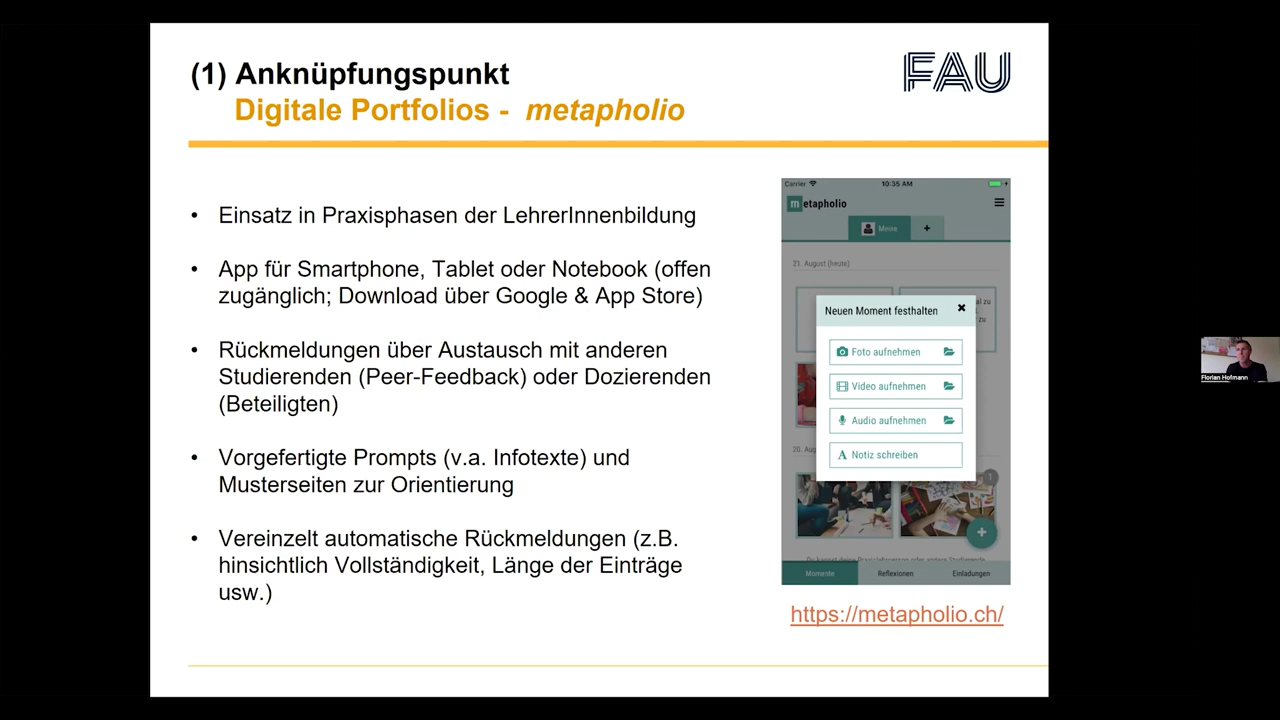 (1) Anknüpfungspunkt
Digitale Portfolios - metapholio
FAU
• Einsatz in Praxisphasen der LehrerInnenbildung
• App für Smartphone, Tablet oder Notebook (offen
zugänglich; Download über Google & App Store)
• Rückmeldungen über Austausch mit anderen
Studierenden (Peer-Feedback) oder Dozierenden
(Beteiligten)
• Vorgefertigte Prompts (v.a. Infotexte) und
Musterseiten zur Orientierung
• Vereinzelt automatische Rückmeldungen (z.B.
hinsichtlich Vollständigkeit, Länge der Einträge
usw.)
Carrier 10:35 AM
metapholio
Meine +
21. August (heute)
Neuen Moment festhalten
Foto aufnehmen
Video aufnehmen
Audio aufnehmen
A Notiz schreiben
20. Aug
1
+
Momente Reflexionen Einladungen
https://metapholio.ch/
Florian Hofmann